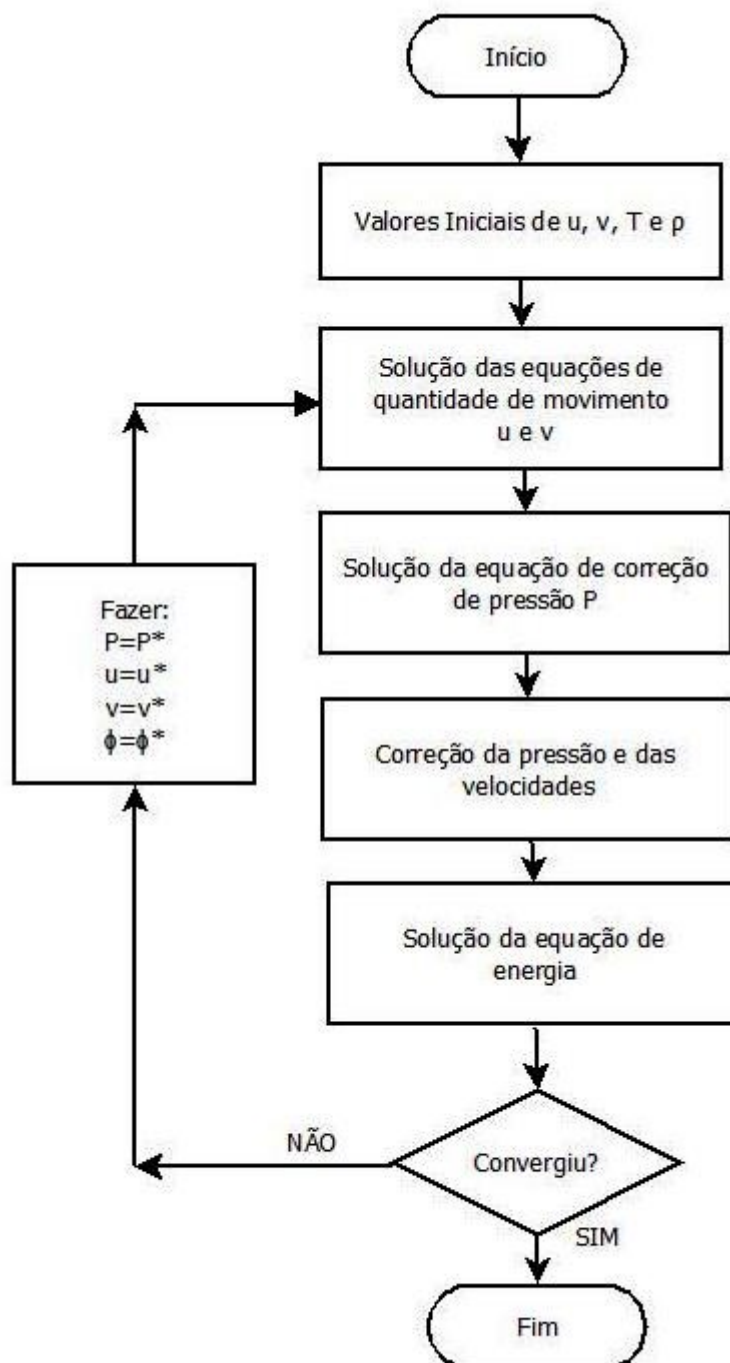 Início
Valores Iniciais de u, v, T e ρ
Solução das equações de
quantidade de movimento
u e v
Solução da equação de correção
de pressão P
Fazer:
P=P*
u=u*
v=v*
ϕ=ϕ*
Correção da pressão e das
velocidades
Solução da equação de
energia
NÃO
Convergiu?
SIM
Fim